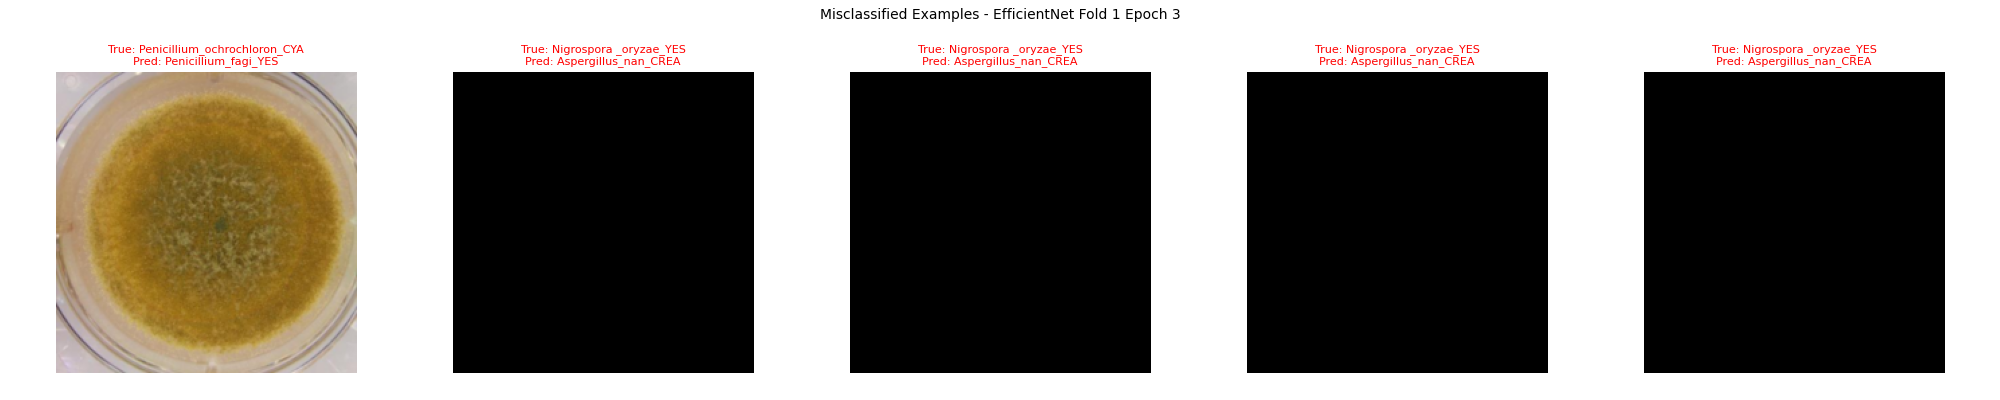 Misclassified Examples - EfficientNet Fold 1 Epoch 3
True: Penicillium_ochrochloron_CYA
Pred: Penicillium_fagi_YES
True: Nigrospora _oryzae_YES
Pred: Aspergillus_nan_CREA
True: Nigrospora _oryzae_YES
Pred: Aspergillus_nan_CREA
True: Nigrospora _oryzae_YES
Pred: Aspergillus_nan_CREA
True: Nigrospora _oryzae_YES
Pred: Aspergillus_nan_CREA